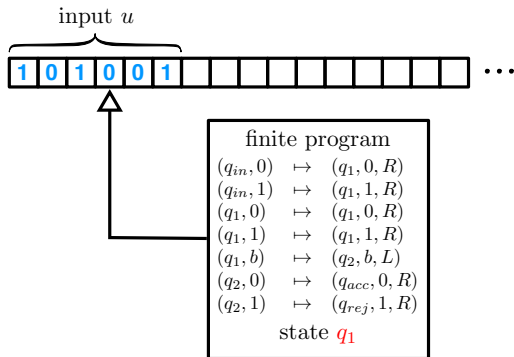 input u
1 0 1 0 0 1
...
finite program
(q_in, 0) ↦ (q_1, 0, R)
(q_in, 1) ↦ (q_1, 1, R)
(q_1, 0) ↦ (q_1, 0, R)
(q_1, 1) ↦ (q_1, 1, R)
(q_1, b) ↦ (q_2, b, L)
(q_2, 0) ↦ (q_acc, 0, R)
(q_2, 1) ↦ (q_rej, 1, R)
state q_1